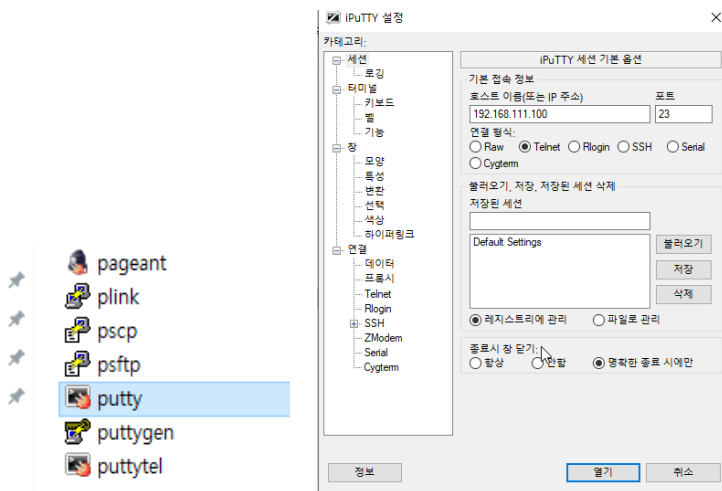 pageant
plink
pscp
psftp
putty
puttygen
puttytel
iPuTTY 설정
카테고리:
세션
로깅
터미널
키보드
벨
기능
창
모양
특성
변환
선택
색상
하이퍼링크
연결
데이터
프록시
Telnet
Rlogin
SSH
ZModem
Serial
Cygterm
iPuTTY 세션 기본 옵션
기본 접속 정보
호스트 이름(또는 IP 주소) 포트
192.168.111.100 23
연결 형식:
Raw Telnet Rlogin SSH Serial
Cygterm
불러오기, 저장, 저장된 세션 삭제
저장된 세션
Default Settings
불러오기
저장
삭제
레지스트리에 관리 파일로 관리
종료시 창 닫기:
항상 안함 명확한 종료 시에만
정보 열기 취소